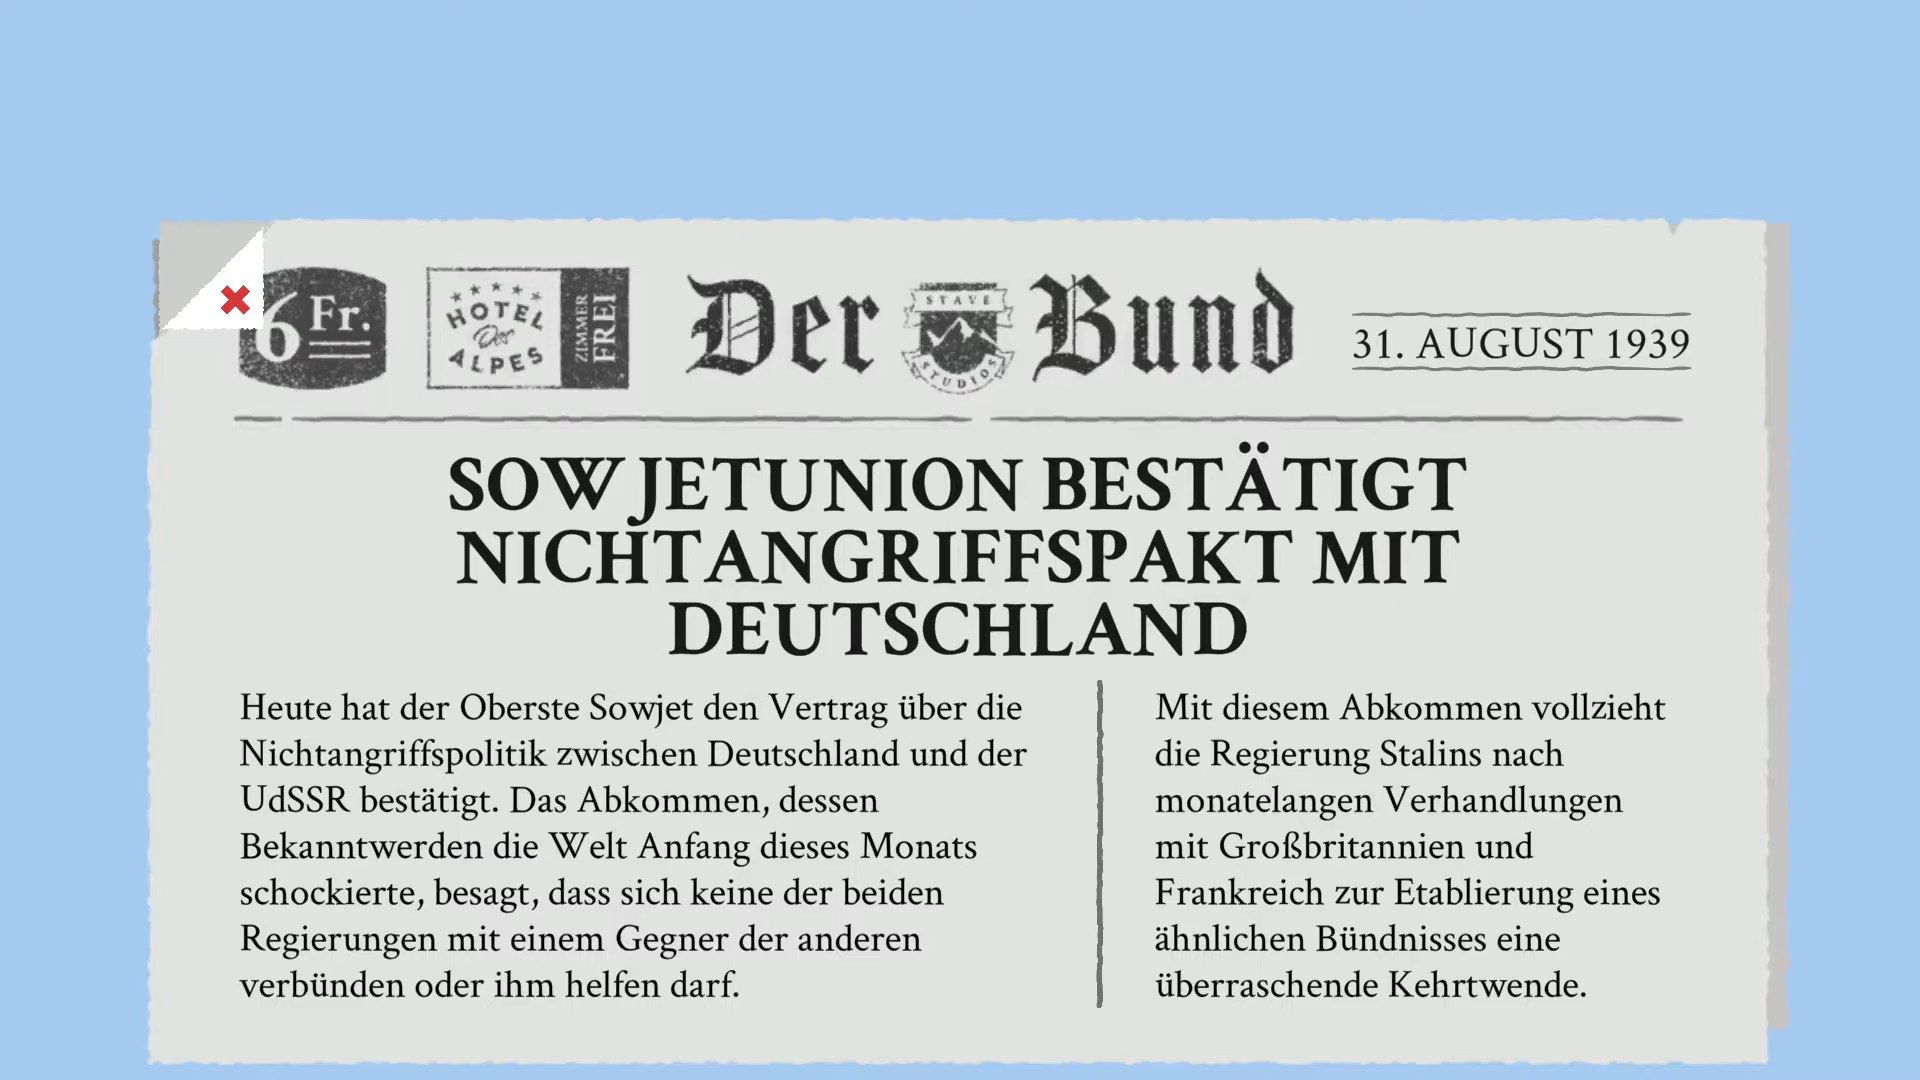 6 Fr.
HOTEL
Der
ALPES
ZIMMER
FREI
Der Bund
STAVE
STUDIOS
31. AUGUST 1939
SOWJETUNION BESTÄTIGT
NICHTANGRIFFSPAKT MIT
DEUTSCHLAND
Heute hat der Oberste Sowjet den Vertrag über die
Nichtangriffspolitik zwischen Deutschland und der
UdSSR bestätigt. Das Abkommen, dessen
Bekanntwerden die Welt Anfang dieses Monats
schockierte, besagt, dass sich keine der beiden
Regierungen mit einem Gegner der anderen
verbünden oder ihm helfen darf.
Mit diesem Abkommen vollzieht
die Regierung Stalins nach
monatelangen Verhandlungen
mit Großbritannien und
Frankreich zur Etablierung eines
ähnlichen Bündnisses eine
überraschende Kehrtwende.